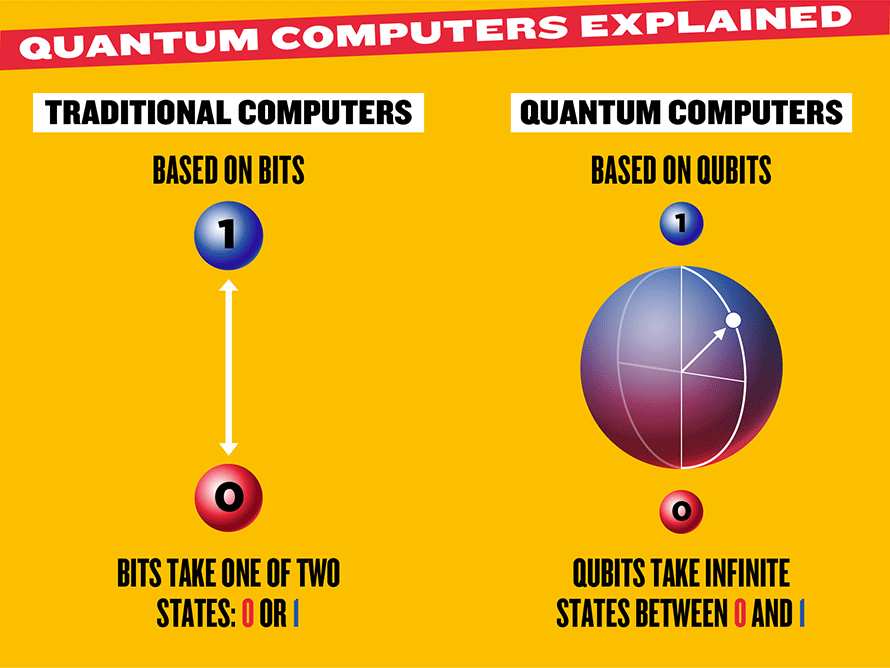 QUANTUM COMPUTERS EXPLAINED
TRADITIONAL COMPUTERS
BASED ON BITS
1
0
BITS TAKE ONE OF TWO
STATES: 0 OR 1
QUANTUM COMPUTERS
BASED ON QUBITS
1
0
QUBITS TAKE INFINITE
STATES BETWEEN 0 AND 1